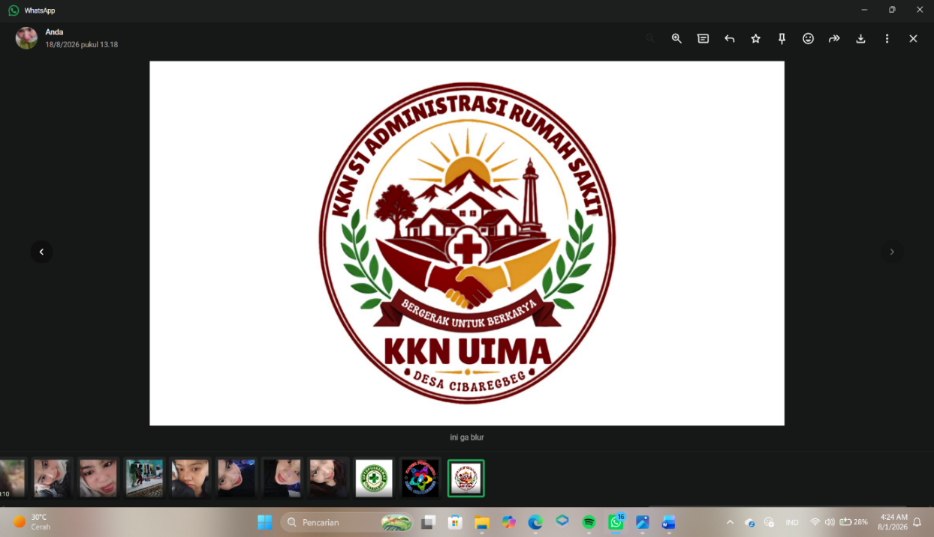 WhatsApp
Anda
18/8/2026 pukul 13.18
KKN S1 ADMINISTRASI RUMAH SAKIT
BERGERAK UNTUK BERKARYA
KKN UIMA
DESA CIBAREGBEG
ini ga blur
30°C
Cerah
Pencarian
16
IND
28%
4:24 AM
8/1/2026